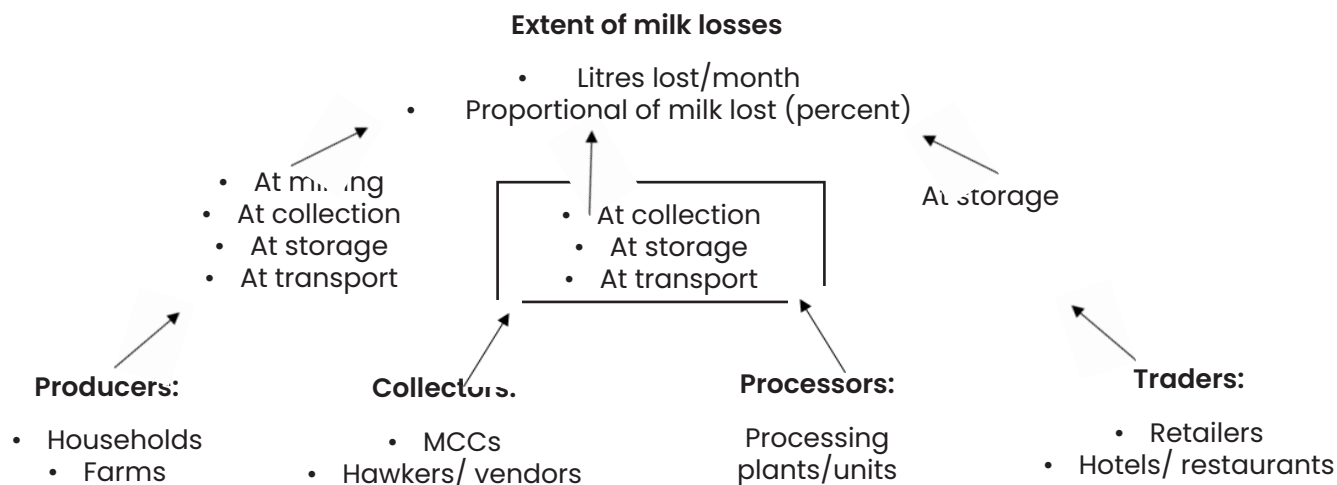 Extent of milk losses
• Litres lost/month
• Proportional of milk lost (percent)
• At
• At collection
• At storage
• At transport
• At collection
• At storage
• At transport
At storage
Producers:
• Households
• Farms
Collectors:
• MCCs
• Hawkers/ vendors
Processors:
Processing
plants/units
Traders:
• Retailers
• Hotels/ restaurants